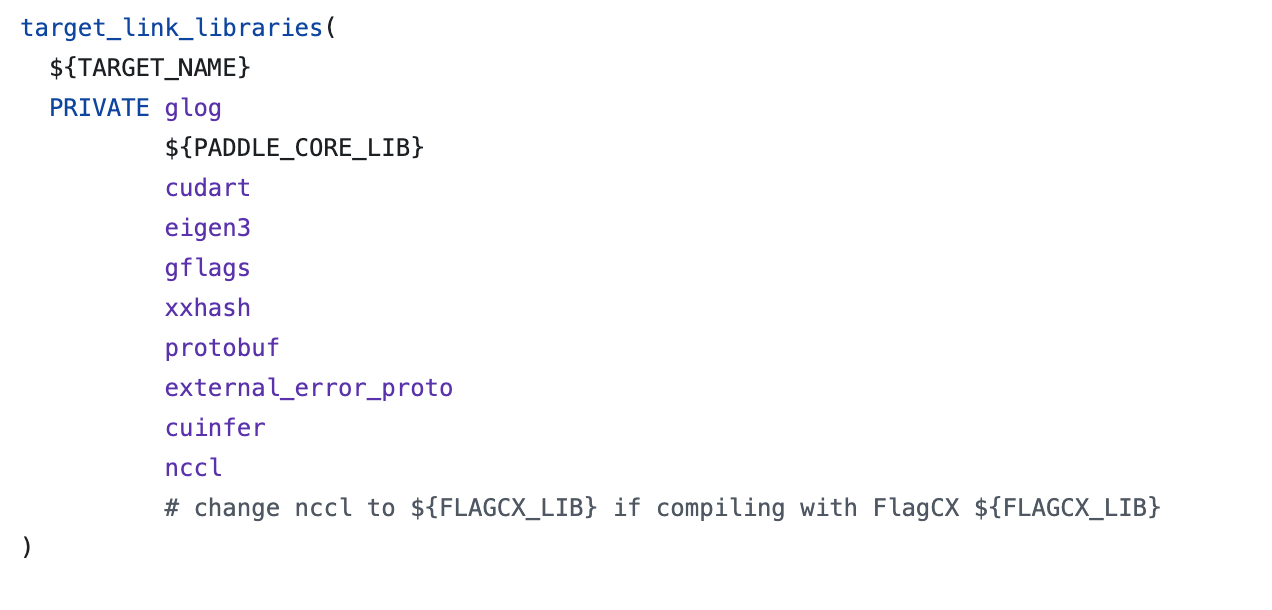 target_link_libraries(
  ${TARGET_NAME}
  PRIVATE glog
          ${PADDLE_CORE_LIB}
          cudart
          eigen3
          gflags
          xxhash
          protobuf
          external_error_proto
          cuinfer
          nccl
          # change nccl to ${FLAGCX_LIB} if compiling with FlagCX ${FLAGCX_LIB}
)